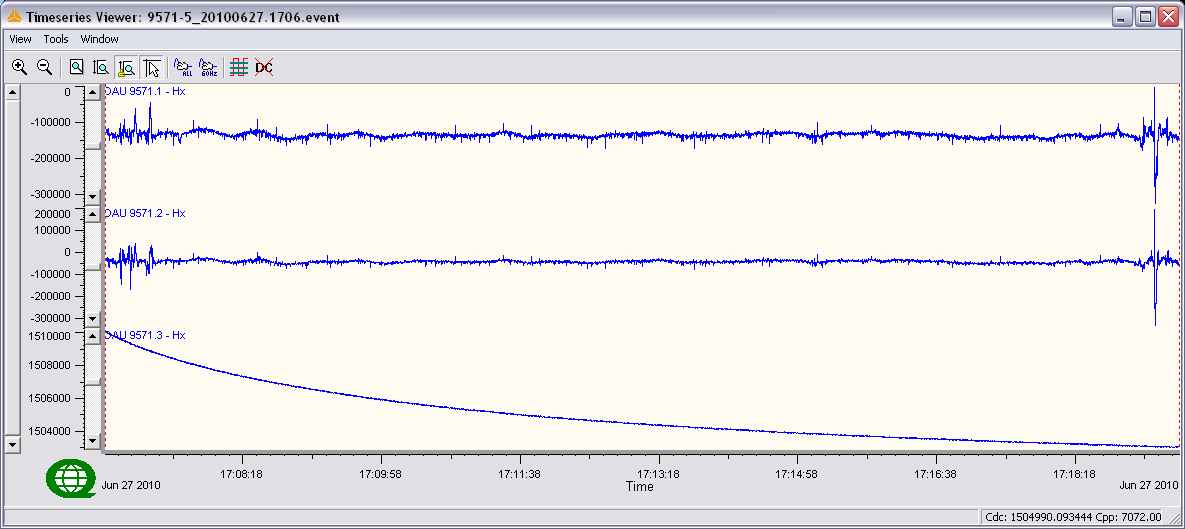 Timeseries Viewer: 9571-5_20100627.1706.event
View Tools Window
ALL 60Hz DC
DAU 9571.1 - Hx
0
-100000
-200000
-300000
DAU 9571.2 - Hx
200000
100000
0
-100000
-200000
-300000
DAU 9571.3 - Hx
1510000
1508000
1506000
1504000
17:08:18 17:09:58 17:11:38 17:13:18 17:14:58 17:16:38 17:18:18
Jun 27 2010 Time Jun 27 2010
Cdc: 1504990.093444 Cpp: 7072.00